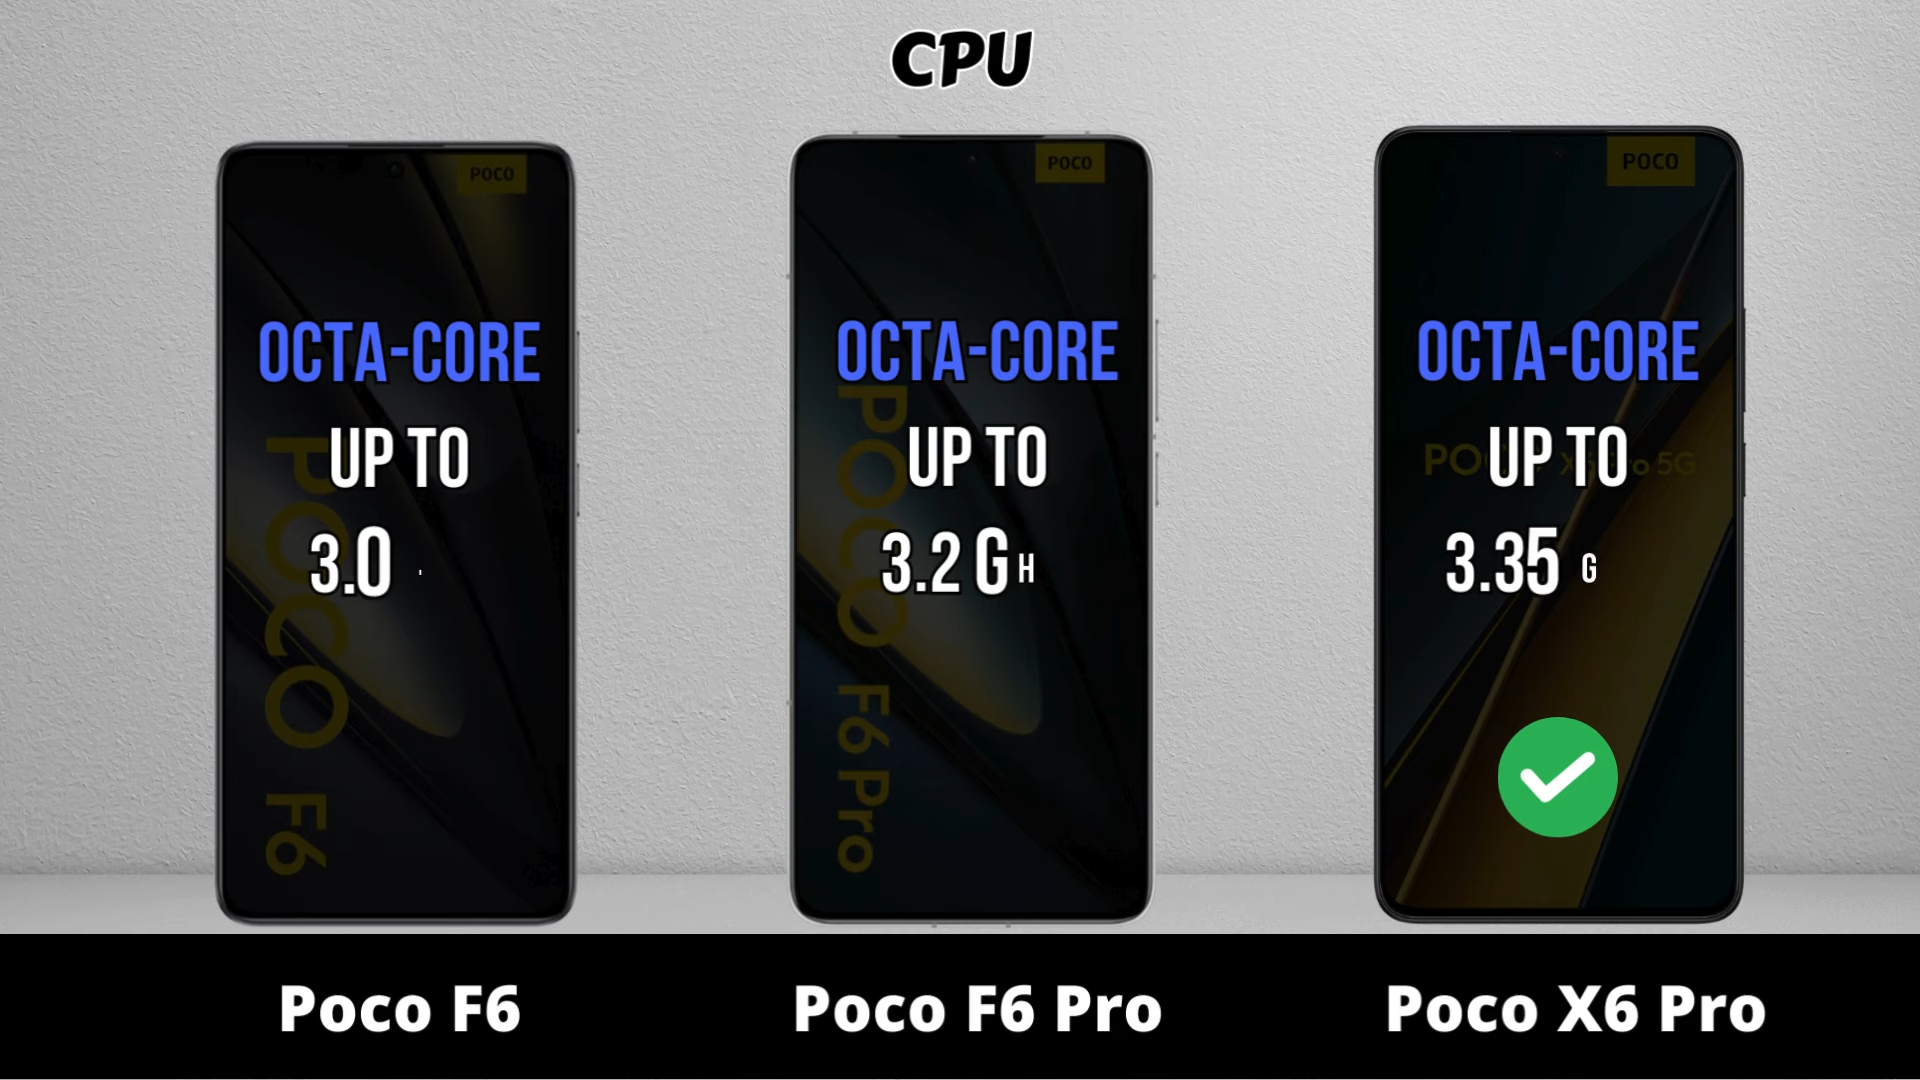 CPU
POCO
POCO
POCO
OCTA-CORE
UP TO
3.0
POCO F6
OCTA-CORE
UP TO
3.2 GH
POCO F6 Pro
OCTA-CORE
UP TO
3.35 G
Poco F6
Poco F6 Pro
Poco X6 Pro